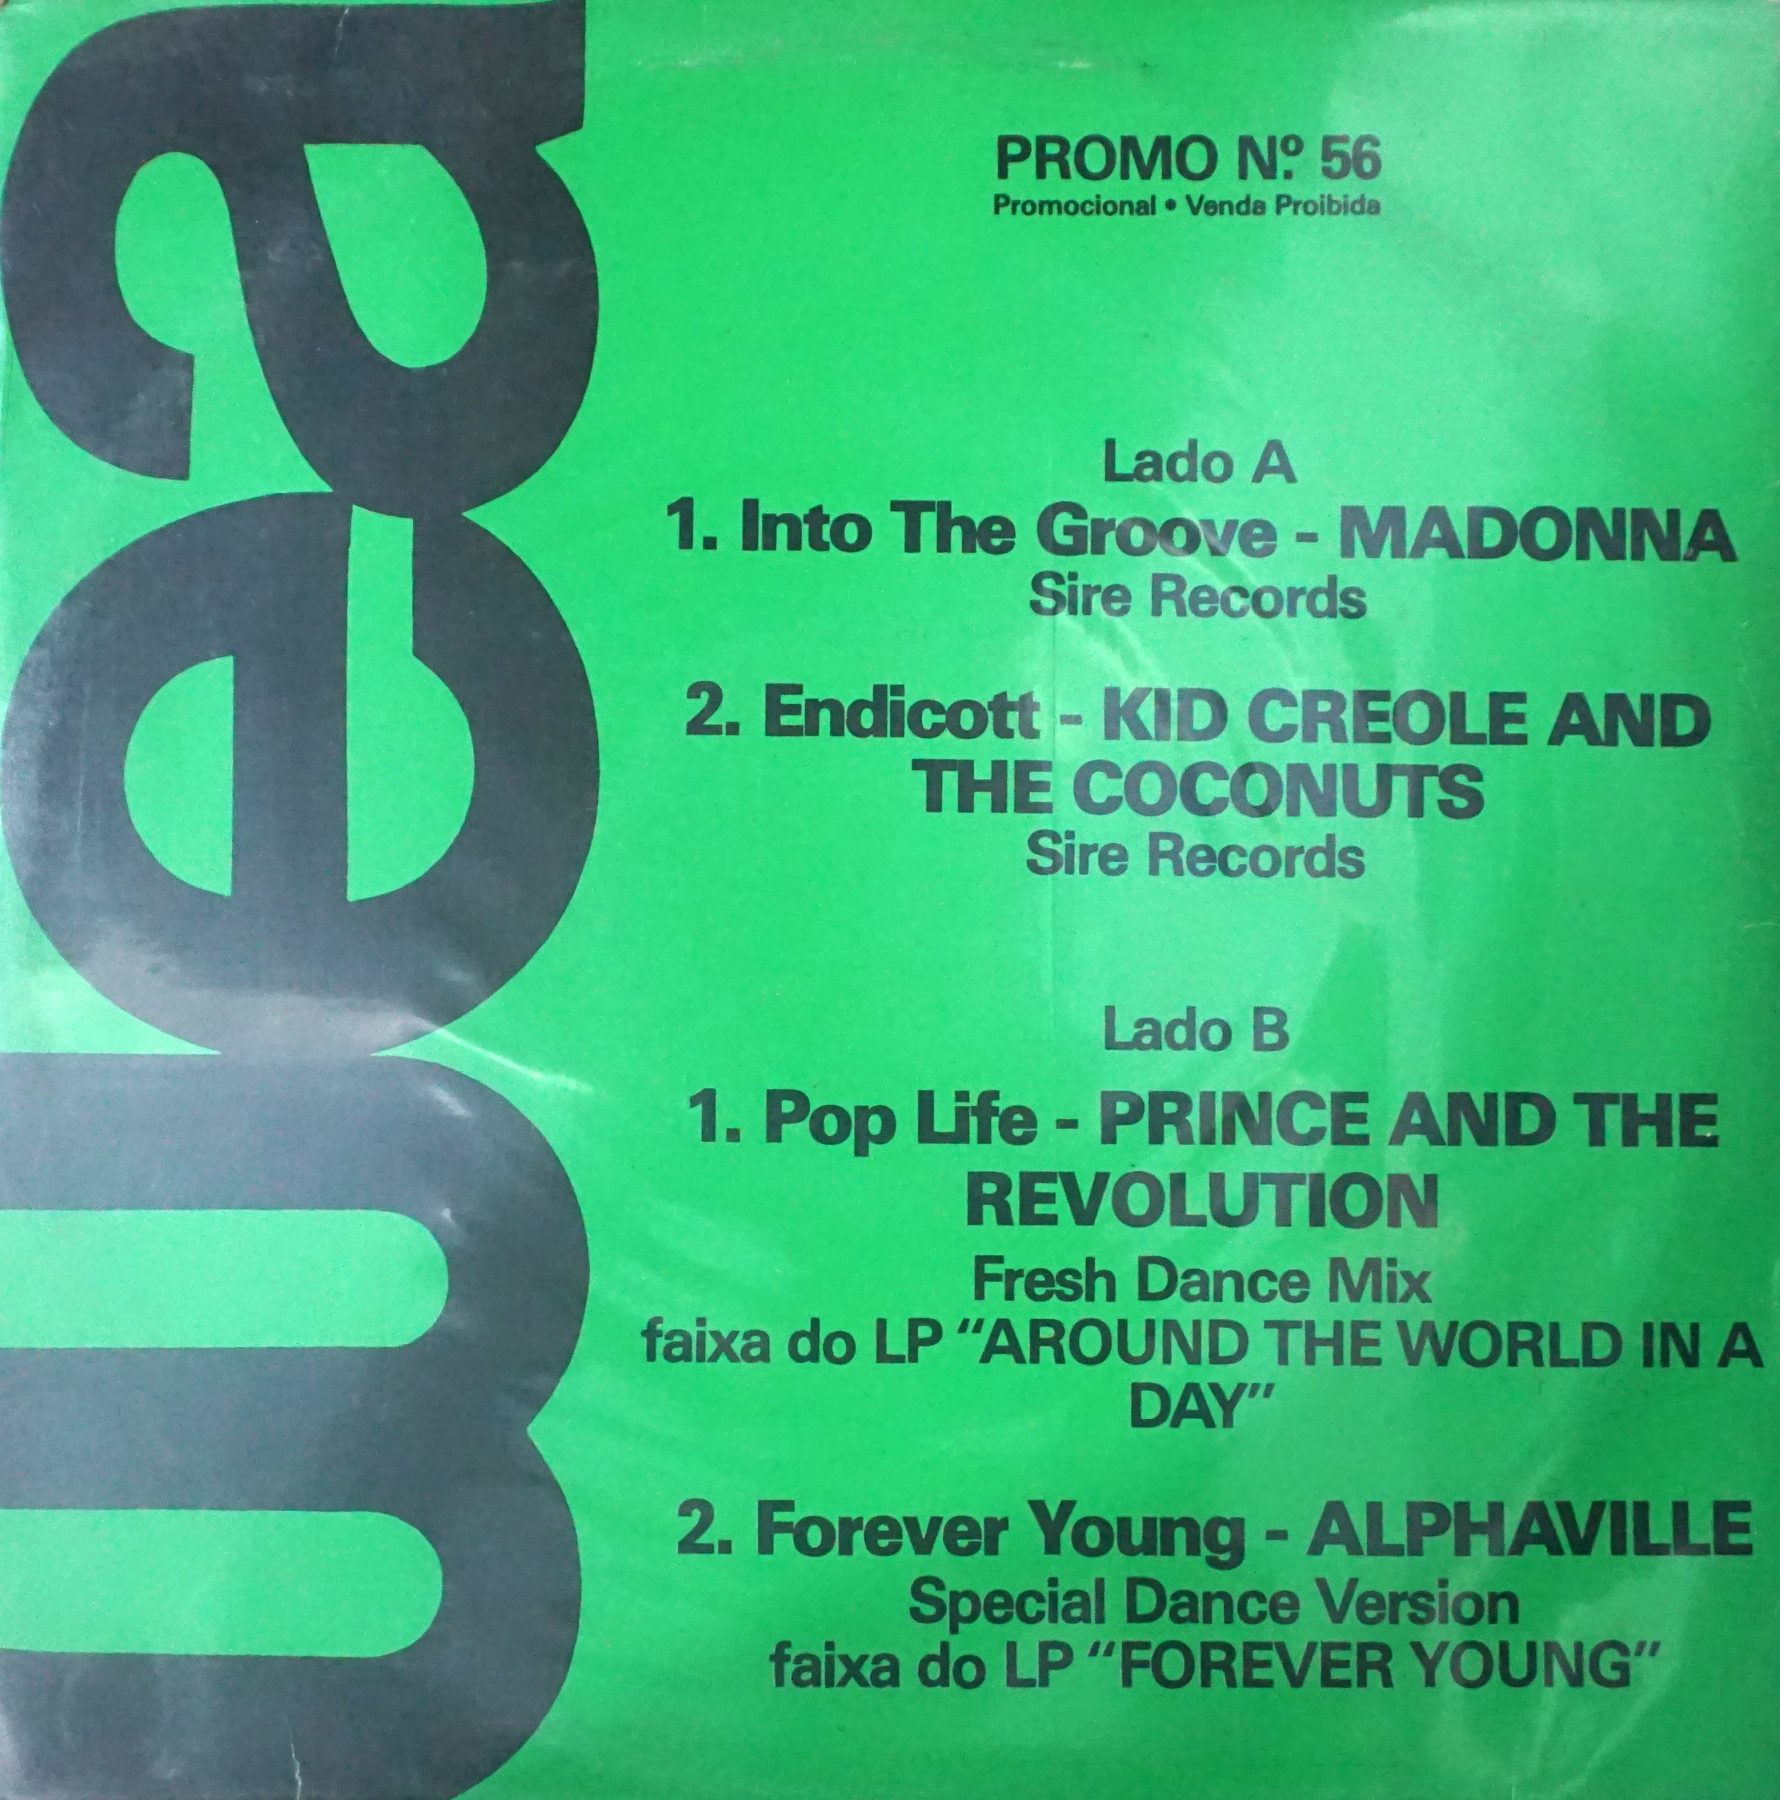 wea
PROMO Nº 56
Promocional • Venda Proibida
Lado A
1. Into The Groove - MADONNA
Sire Records
2. Endicott - KID CREOLE AND
THE COCONUTS
Sire Records
Lado B
1. Pop Life - PRINCE AND THE
REVOLUTION
Fresh Dance Mix
faixa do LP “AROUND THE WORLD IN A
DAY”
2. Forever Young - ALPHAVILLE
Special Dance Version
faixa do LP “FOREVER YOUNG”